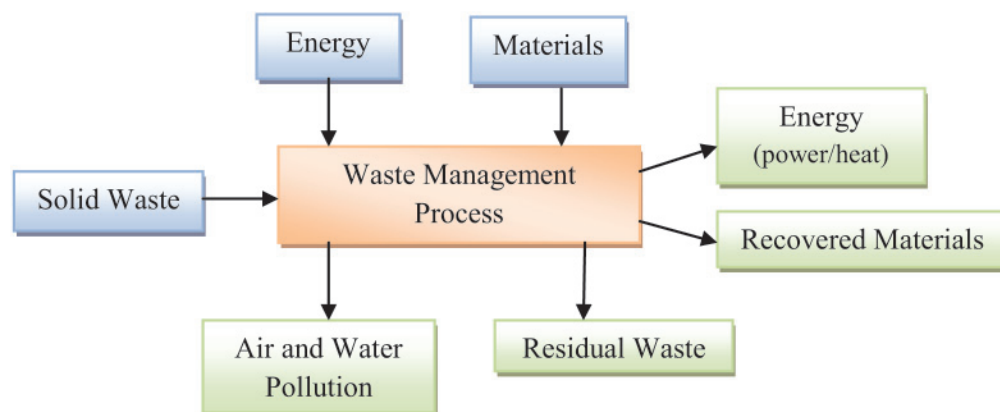 Energy
Materials
Energy
(power/heat)
Solid Waste
Waste Management
Process
Recovered Materials
Air and Water
Pollution
Residual Waste